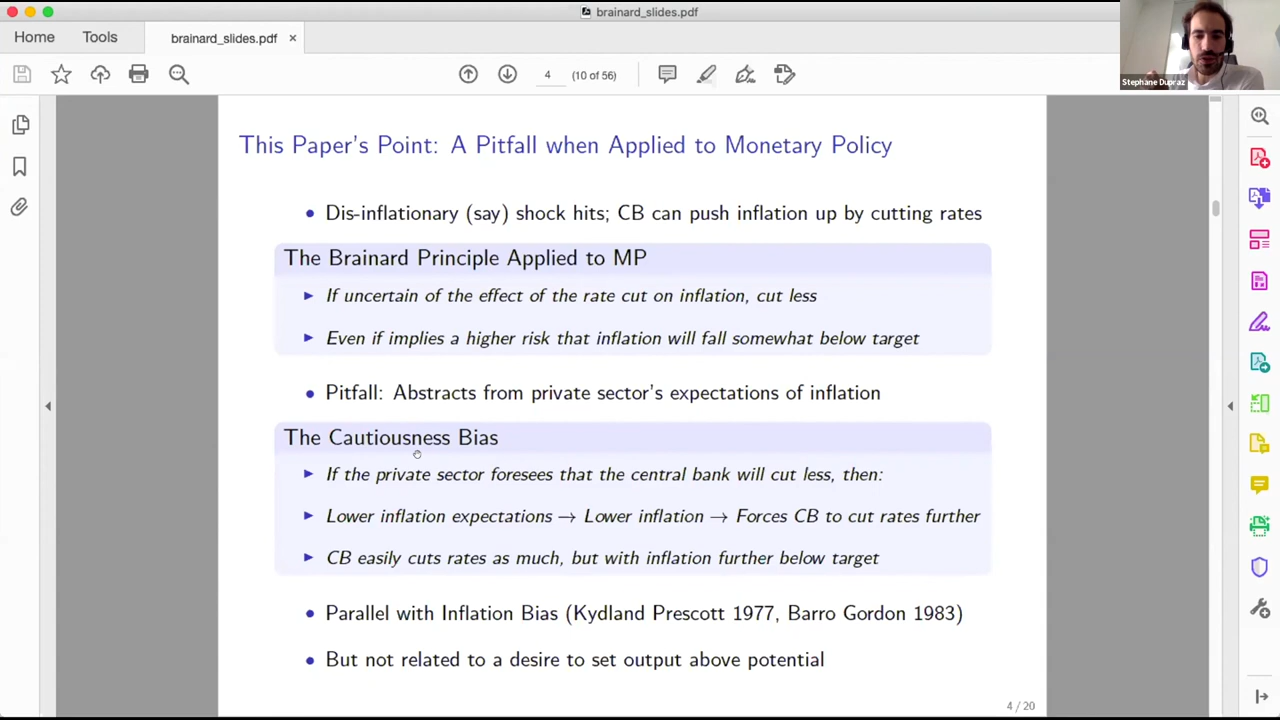 brainard_slides.pdf
Home
Tools
brainard_slides.pdf
×
4
(10 of 56)
Stephane Dupraz
This Paper's Point: A Pitfall when Applied to Monetary Policy
• Dis-inflationary (say) shock hits; CB can push inflation up by cutting rates
The Brainard Principle Applied to MP
► If uncertain of the effect of the rate cut on inflation, cut less
► Even if implies a higher risk that inflation will fall somewhat below target
• Pitfall: Abstracts from private sector's expectations of inflation
The Cautiousness Bias
► If the private sector foresees that the central bank will cut less, then:
► Lower inflation expectations → Lower inflation → Forces CB to cut rates further
► CB easily cuts rates as much, but with inflation further below target
• Parallel with Inflation Bias (Kydland Prescott 1977, Barro Gordon 1983)
• But not related to a desire to set output above potential
4 / 20